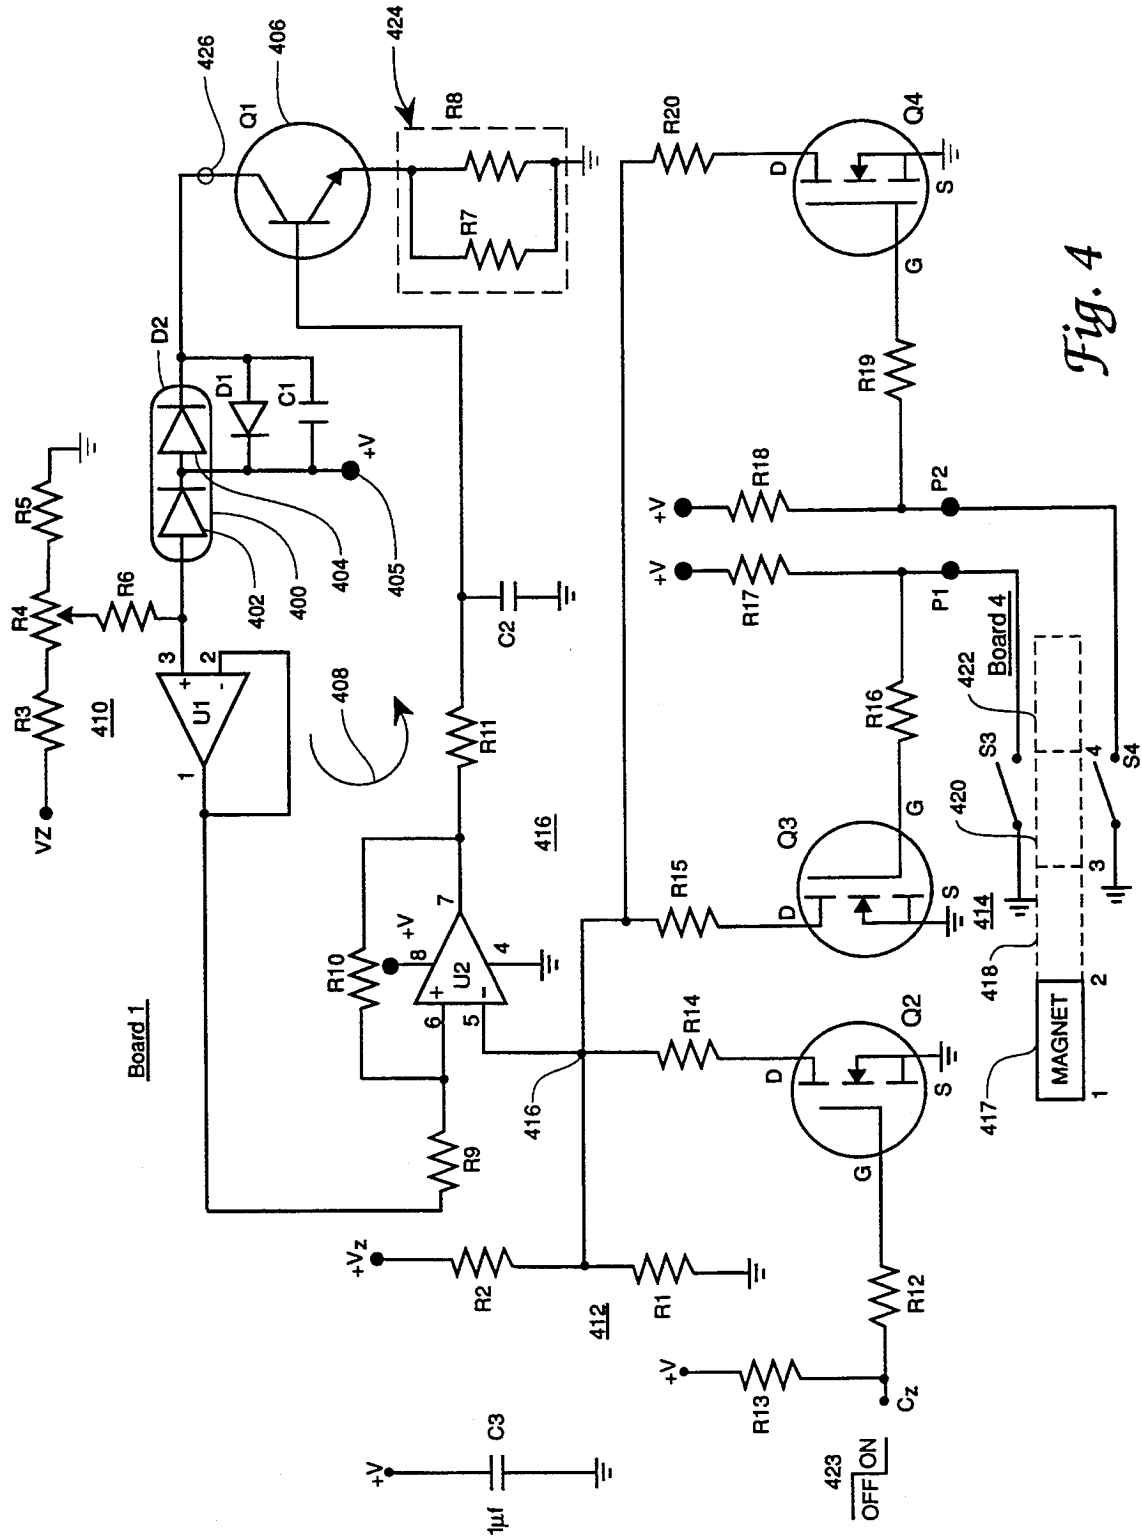 Board 1
VZ
R3
R4
R5
410
R6
3
2
+
-
U1
1
D2
D1
C1
+V
402
400
404
405
408
426
Q1
406
424
R7
R8
C2
R11
416
R10
+V
8
7
6
5
+
-
U2
4
R9
416
+Vz
R2
412
R1
+V
C3
1µf
+V
R13
Cz
423
OFF
ON
R12
G
D
S
Q2
R14
R15
D
Q3
G
S
414
R16
+V
R17
+V
R18
P1
P2
R19
R20
D
Q4
G
S
Board 4
S3
S4
422
420
418
417
MAGNET
1
2
3
4
Fig. 4